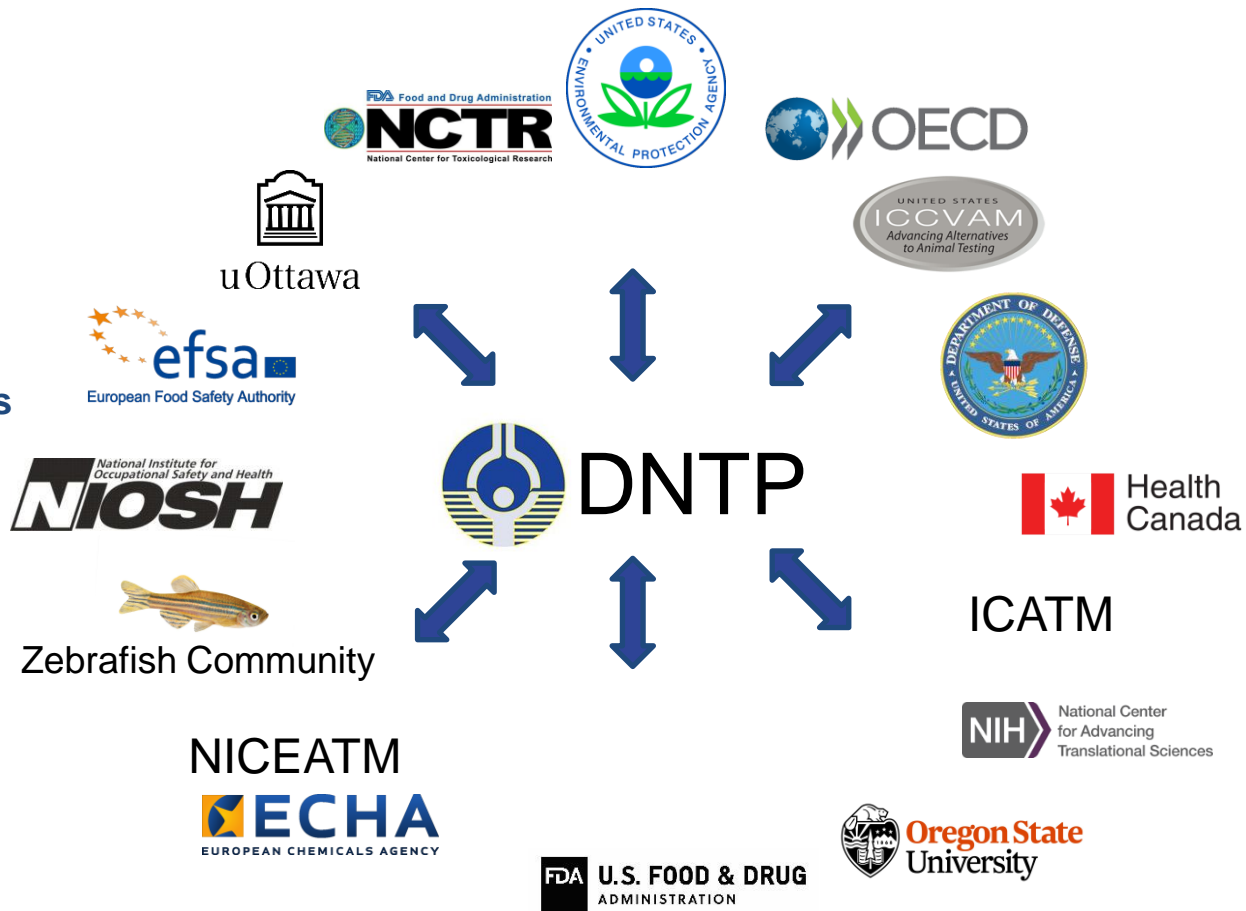 UNITED STATES
ENVIRONMENTAL PROTECTION AGENCY
FDA Food and Drug Administration
NCTR
National Center for Toxicological Research
OECD
UNITED STATES
ICCVAM
Advancing Alternatives
to Animal Testing
uOttawa
DEPARTMENT OF DEFENSE
UNITED STATES OF AMERICA
efsa
European Food Safety Authority
s
National Institute for
Occupational Safety and Health
NIOSH
DNTP
Health
Canada
Zebrafish Community
ICATM
NIH
National Center
for Advancing
Translational Sciences
NICEATM
ECHA
EUROPEAN CHEMICALS AGENCY
Oregon State
University
FDA U.S. FOOD & DRUG
ADMINISTRATION